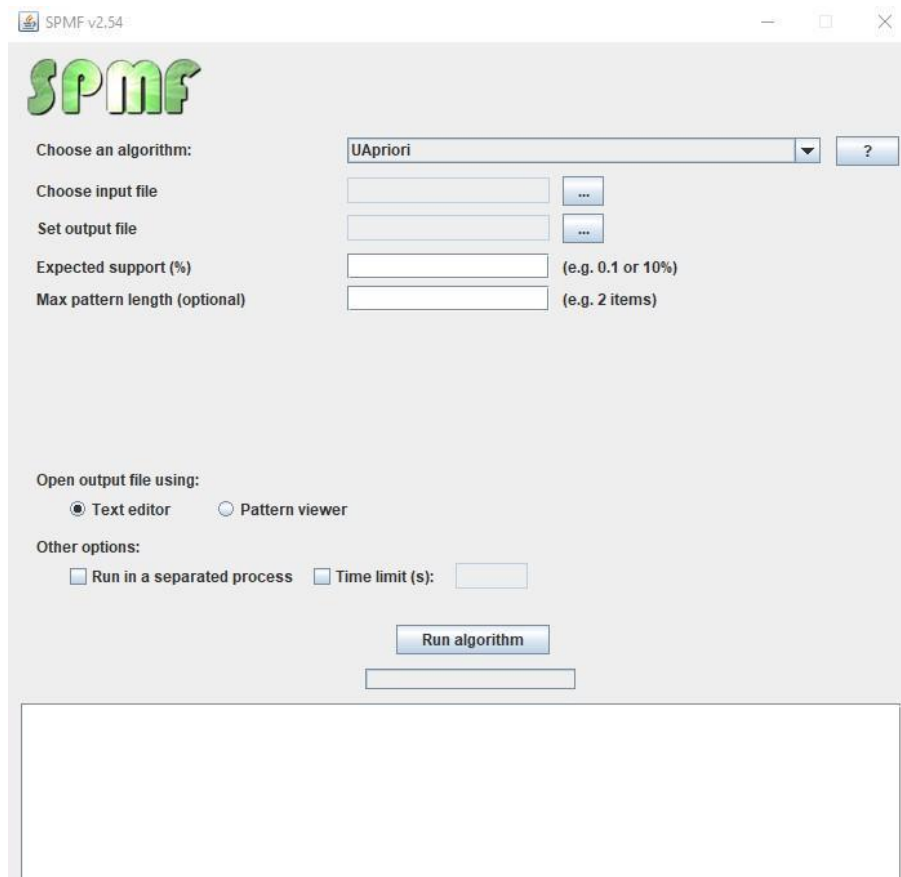 SPMF v2.54
SPMF
Choose an algorithm: UApriori ?
Choose input file ...
Set output file ...
Expected support (%) (e.g. 0.1 or 10%)
Max pattern length (optional) (e.g. 2 items)
Open output file using:
Text editor Pattern viewer
Other options:
Run in a separated process Time limit (s):
Run algorithm